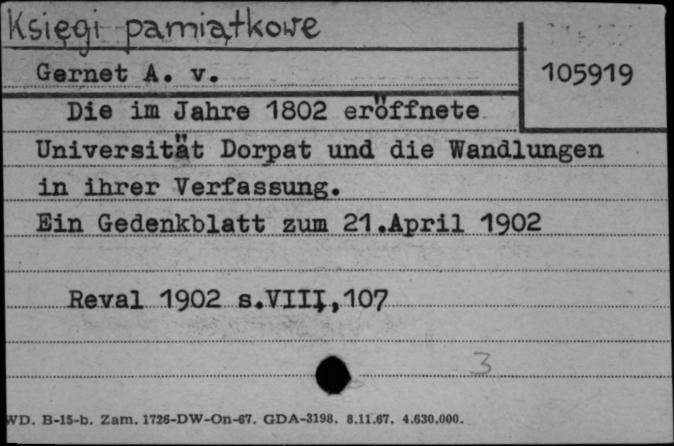 Księgi pamiątkowe
Gernet A. v.
105919
Die im Jahre 1802 eröffnete
Universität Dorpat und die Wandlungen
in ihrer Verfassung.
Ein Gedenkblatt zum 21.April 1902
Reval 1902 s.VIII,107
3
WD. B-15-b. Zam. 1726-DW-On-67. GDA-3198. 8.11.67. 4.630.000.